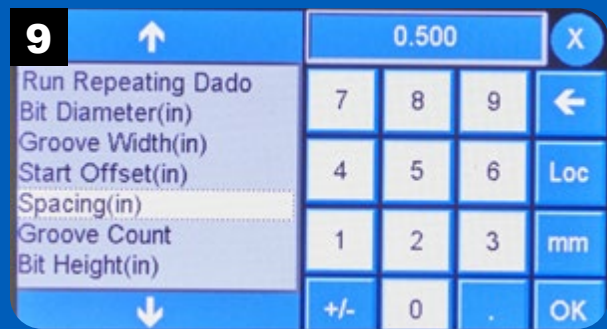 9
0.500
X
Run Repeating Dado
Bit Diameter(in)
Groove Width(in)
Start Offset(in)
Spacing(in)
Groove Count
Bit Height(in)
7 8 9
4 5 6 Loc
1 2 3 mm
+/- 0 . OK